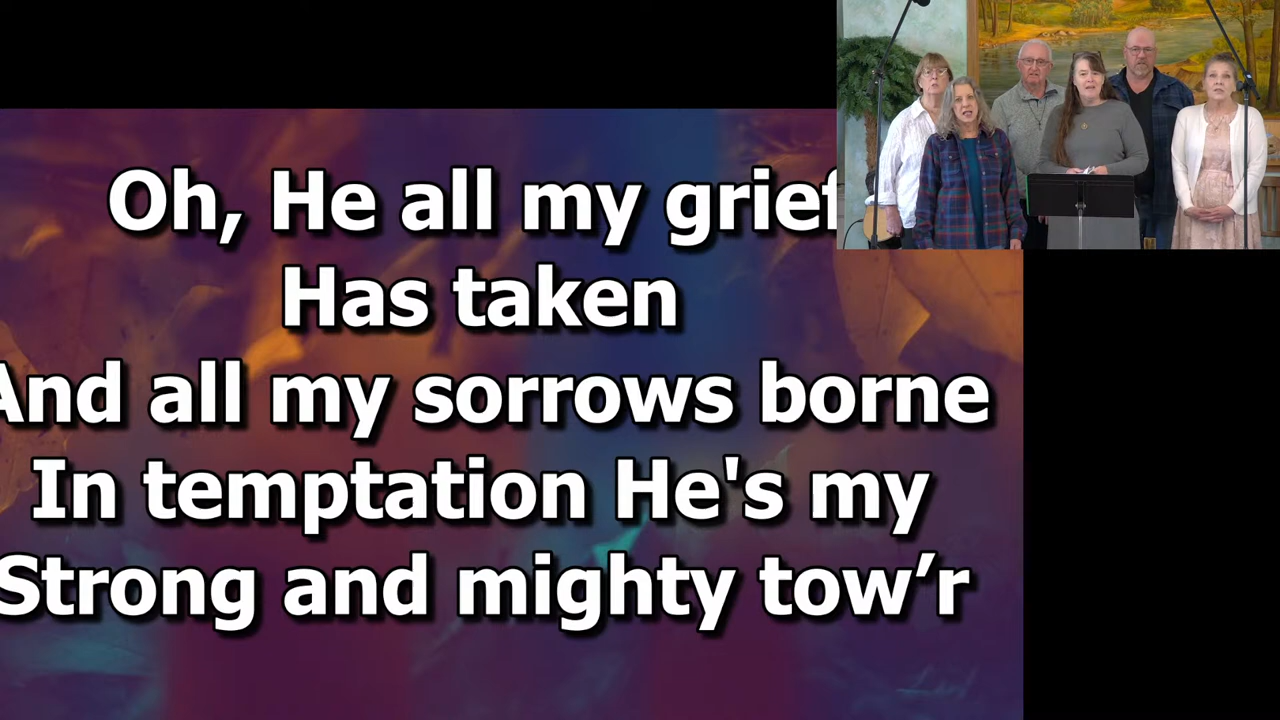 Oh, He all my grief
Has taken
And all my sorrows borne
In temptation He's my
Strong and mighty tow’r